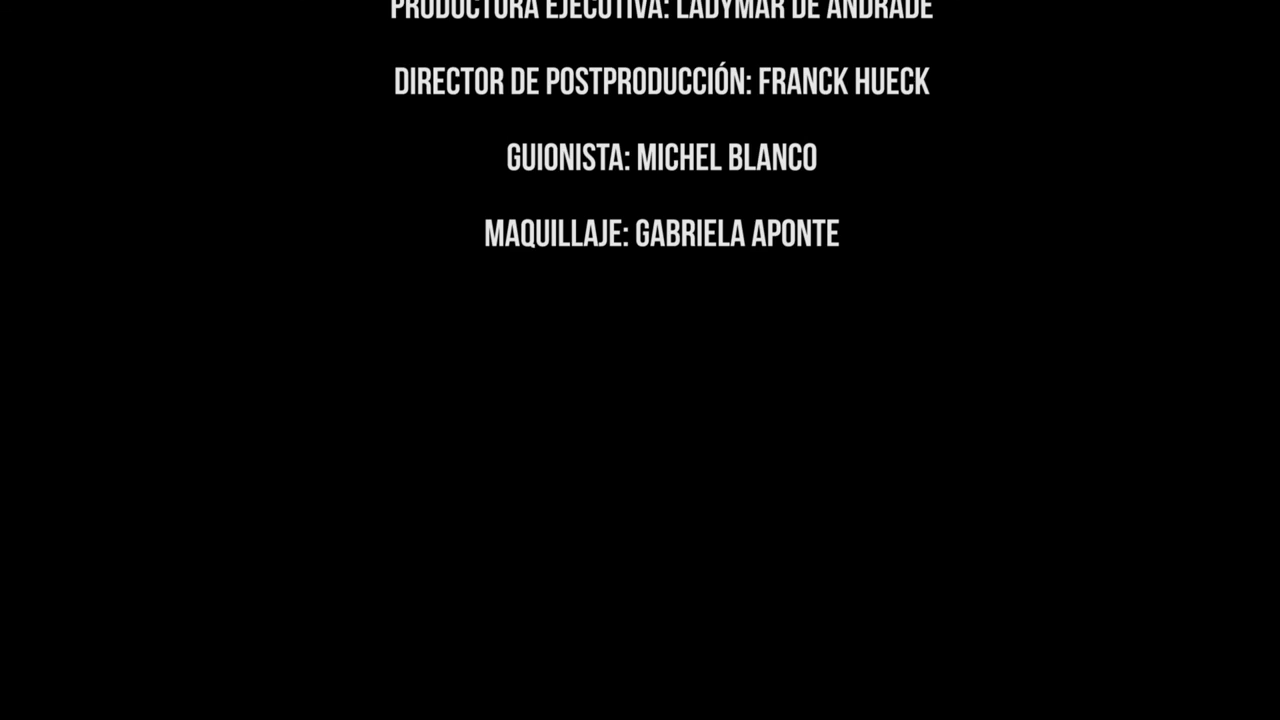 PRODUCTORA EJECUTIVA: LADYMAR DE ANDRADE
DIRECTOR DE POSTPRODUCCIÓN: FRANCK HUECK
GUIONISTA: MICHEL BLANCO
MAQUILLAJE: GABRIELA APONTE